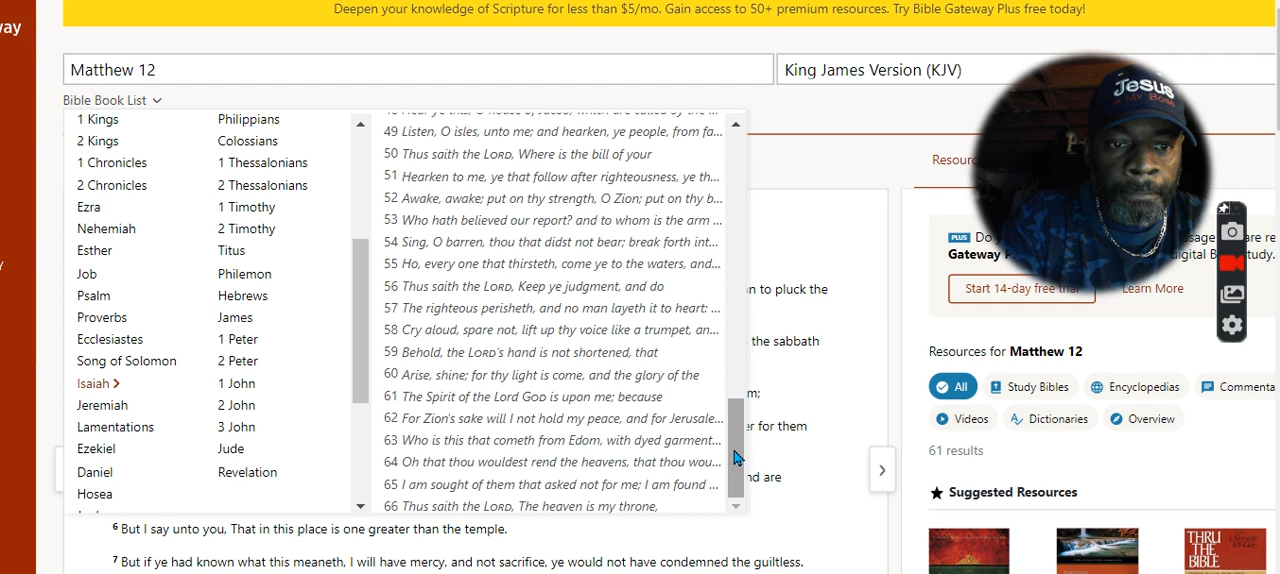 Deepen your knowledge of Scripture for less than $5/mo. Gain access to 50+ premium resources. Try Bible Gateway Plus free today!
way
Matthew 12
King James Version (KJV)
Bible Book List
1 Kings
Philippians
2 Kings
Colossians
1 Chronicles
1 Thessalonians
2 Chronicles
2 Thessalonians
Ezra
1 Timothy
Nehemiah
2 Timothy
Esther
Titus
Job
Philemon
Psalm
Hebrews
Proverbs
James
Ecclesiastes
1 Peter
Song of Solomon
2 Peter
Isaiah >
1 John
Jeremiah
2 John
Lamentations
3 John
Ezekiel
Jude
Daniel
Revelation
Hosea
49 Listen, O isles, unto me; and hearken, ye people, from fa...
50 Thus saith the LORD, Where is the bill of your
51 Hearken to me, ye that follow after righteousness, ye th...
52 Awake, awake; put on thy strength, O Zion; put on thy b...
53 Who hath believed our report? and to whom is the arm ...
54 Sing, O barren, thou that didst not bear; break forth int...
55 Ho, every one that thirsteth, come ye to the waters, and...
56 Thus saith the LORD, Keep ye judgment, and do
57 The righteous perisheth, and no man layeth it to heart: ...
58 Cry aloud, spare not, lift up thy voice like a trumpet, an...
59 Behold, the LORD's hand is not shortened, that
60 Arise, shine; for thy light is come, and the glory of the
61 The Spirit of the Lord GOD is upon me; because
62 For Zion's sake will I not hold my peace, and for Jerusale...
63 Who is this that cometh from Edom, with dyed garment...
64 Oh that thou wouldest rend the heavens, that thou wou...
65 I am sought of them that asked not for me; I am found ...
66 Thus saith the LORD, The heaven is my throne,
n to pluck the
the sabbath
m;
er for them
nd are
6 But I say unto you, That in this place is one greater than the temple.
7 But if ye had known what this meaneth, I will have mercy, and not sacrifice, ye would not have condemned the guiltless.
Jesus
is My Boss
Resourc
PLUS Do y
ssage
are re
Gateway P
digital B
study.
Start 14-day free trial
Learn More
Resources for Matthew 12
All
Study Bibles
Encyclopedias
Commenta
Videos
Dictionaries
Overview
61 results
Suggested Resources
THRU
THE
BIBLE